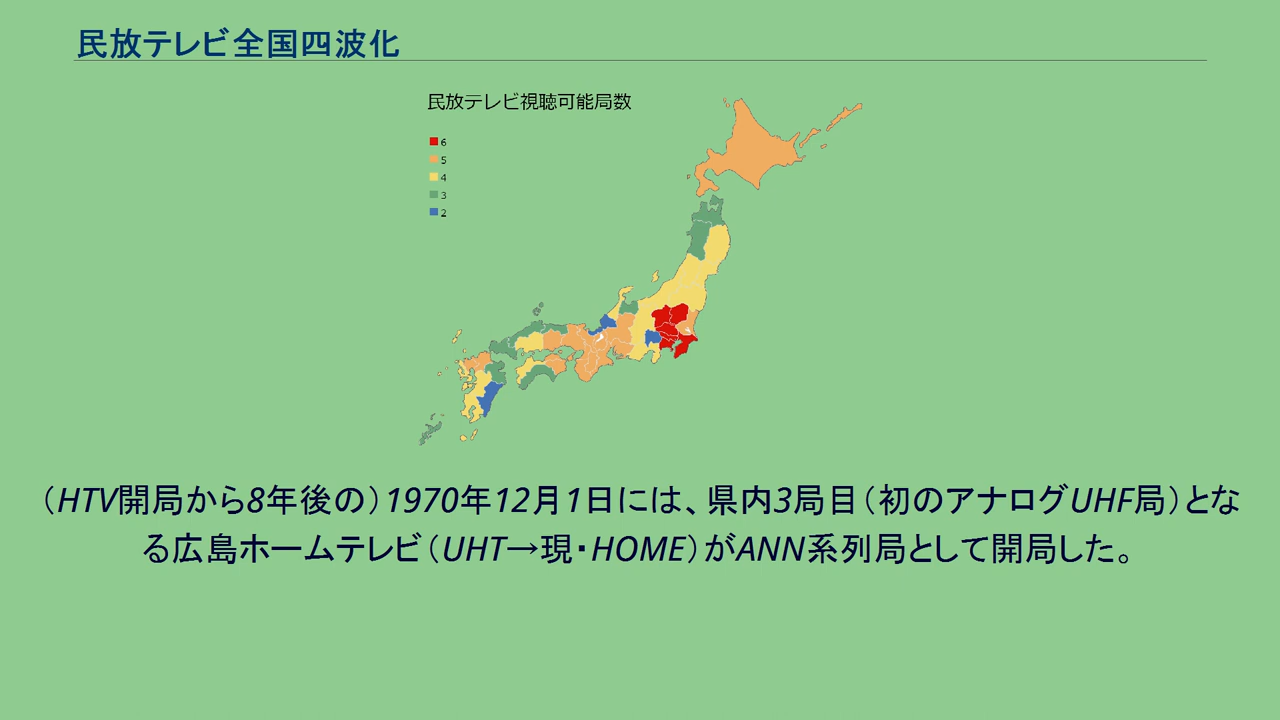 民放テレビ全国四波化
民放テレビ視聴可能局数
6
5
4
3
2
（HTV開局から8年後の）1970年12月1日には、県内3局目（初のアナログUHF局）とな
る広島ホームテレビ（UHT→現・HOME）がANN系列局として開局した。